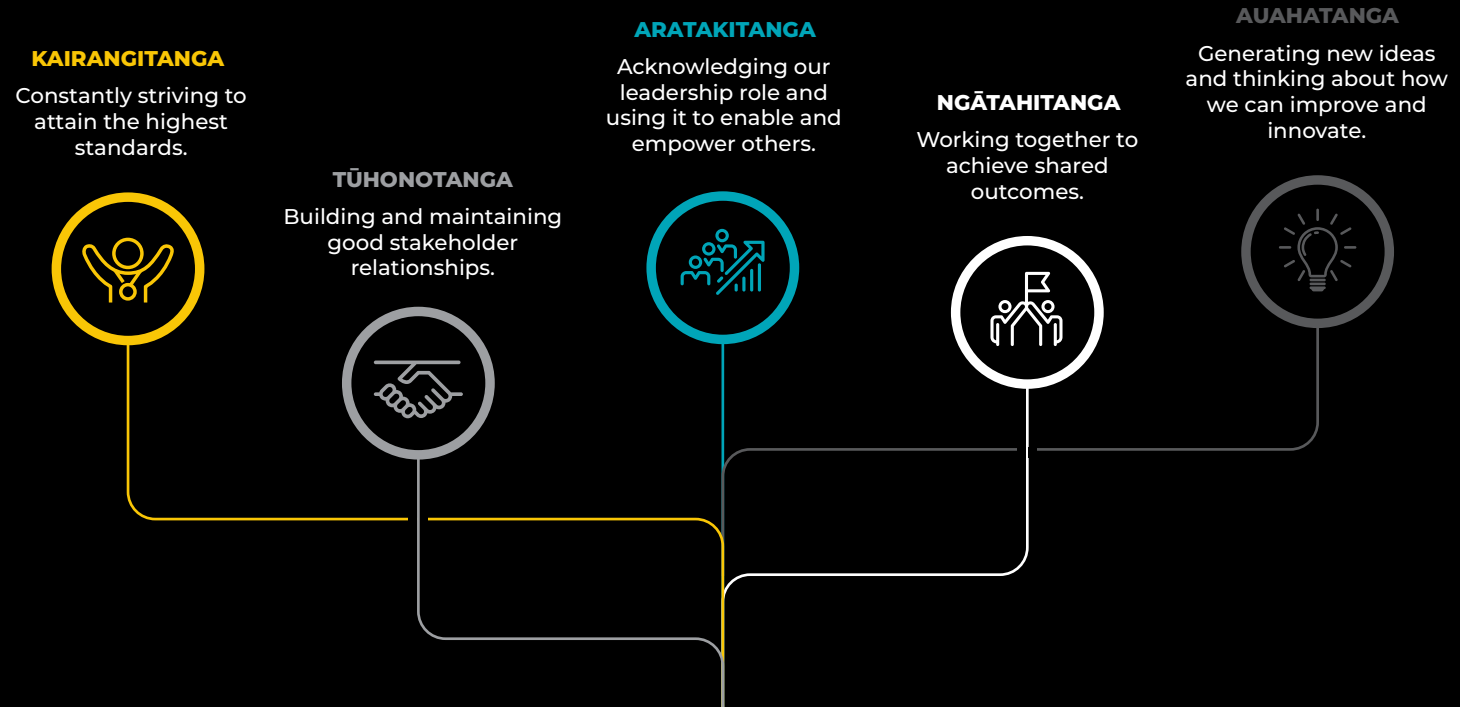 KAIRANGITANGA
Constantly striving to
attain the highest
standards.
TŪHONOTANGA
Building and maintaining
good stakeholder
relationships.
ARATAKITANGA
Acknowledging our
leadership role and
using it to enable and
empower others.
NGĀTAHITANGA
Working together to
achieve shared
outcomes.
AUAHATANGA
Generating new ideas
and thinking about how
we can improve and
innovate.